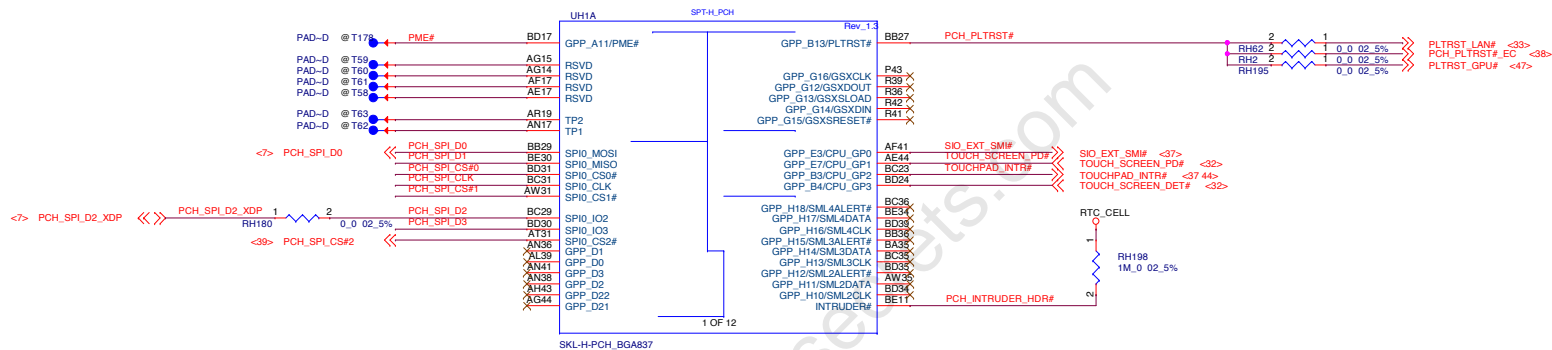 UH1A
SPT-H_PCH
Rev_1.3
PAD~D @ T178 PME# BD17 GPP_A11/PME#
PAD~D @ T59 AG15 RSVD
PAD~D @ T60 AG14 RSVD
PAD~D @ T61 AF17 RSVD
PAD~D @ T58 AE17 RSVD
PAD~D @ T63 AR19 TP2
PAD~D @ T62 AN17 TP1
<7> PCH_SPI_D0 PCH_SPI_D0 BB29 SPI0_MOSI
PCH_SPI_D1 BE30 SPI0_MISO
PCH_SPI_CS#0 BD31 SPI0_CS0#
PCH_SPI_CLK BC31 SPI0_CLK
PCH_SPI_CS#1 AW31 SPI0_CS1#
<7> PCH_SPI_D2_XDP PCH_SPI_D2_XDP 1 2 PCH_SPI_D2 BC29 SPI0_IO2
RH180 0_0 02_5% PCH_SPI_D3 BD30 SPI0_IO3
<39> PCH_SPI_CS#2 AT31 SPI0_CS2#
AN36 GPP_D1
AL39 GPP_D0
AN41 GPP_D3
AN38 GPP_D2
AH43 GPP_D22
AG44 GPP_D21
GPP_B13/PLTRST# BB27 PCH_PLTRST# 2 1 PLTRST_LAN# <33>
RH62 2 1 0_0 02_5% PCH_PLTRST#_EC <38>
RH2 2 1 0_0 02_5% PLTRST_GPU# <47>
RH195 0_0 02_5%
GPP_G16/GSXCLK P43
GPP_G12/GSXDOUT R39
GPP_G13/GSXSLOAD R36
GPP_G14/GSXDIN R42
GPP_G15/GSXSRESET# R41
GPP_E3/CPU_GP0 AF41 SIO_EXT_SMI# SIO_EXT_SMI# <37>
GPP_E7/CPU_GP1 AE44 TOUCH_SCREEN_PD# TOUCH_SCREEN_PD# <32>
GPP_B3/CPU_GP2 BC23 TOUCHPAD_INTR# TOUCHPAD_INTR# <37 44>
GPP_B4/CPU_GP3 BD24 TOUCH_SCREEN_DET# <32>
GPP_H18/SML4ALERT# BC36
GPP_H17/SML4DATA BE34
GPP_H16/SML4CLK BD39
GPP_H15/SML3ALERT# BB36
GPP_H14/SML3DATA BA35
GPP_H13/SML3CLK BC35
GPP_H12/SML2ALERT# BD35
GPP_H11/SML2DATA AW35
GPP_H10/SML2CLK BD34
INTRUDER# BE11 PCH_INTRUDER_HDR#
RTC_CELL
1
RH198
1M_0 02_5%
2
1 OF 12
SKL-H-PCH_BGA837
secrets.com